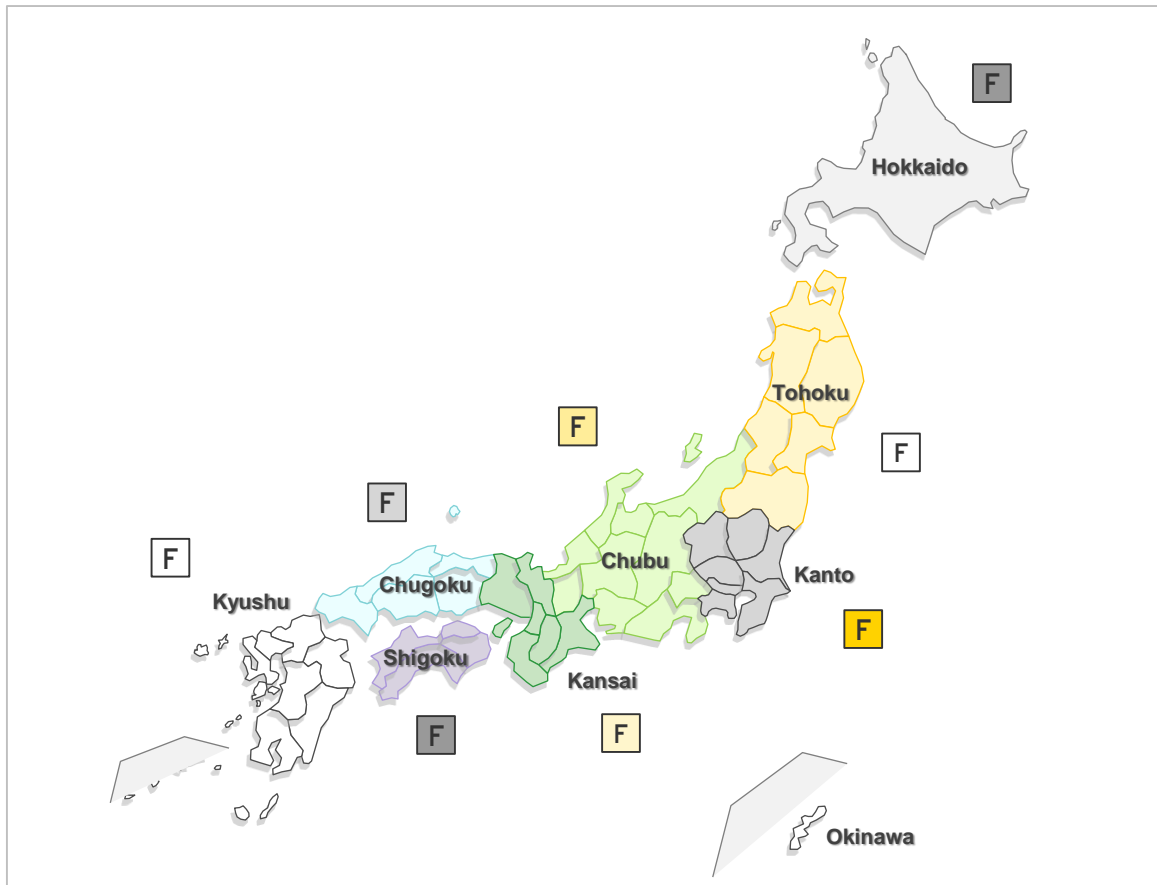 F
Hokkaido
Tohoku
F
F
F
F
Chubu
Kanto
Chugoku
Kyushu
F
Shigoku
Kansai
F
F
Okinawa